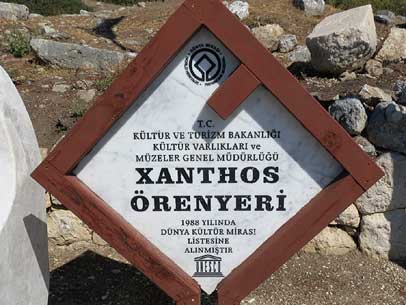 T.C.
KÜLTÜR VE TURİZM BAKANLIĞI
KÜLTÜR VARLIKLARI ve
MÜZELER GENEL MÜDÜRLÜĞÜ
XANTHOS
ÖRENYERİ
1988 YILINDA
DÜNYA KÜLTÜR MİRASI
LİSTESİNE
ALINMIŞTIR